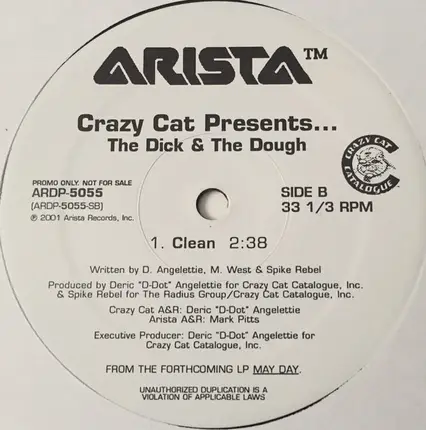 ARISTA™
Crazy Cat Presents...
The Dick & The Dough
CRAZY CAT
CATALOGUE
PROMO ONLY. NOT FOR SALE
ARDP-5055
(ARDP-5055-SB)
℗ 2001 Arista Records, Inc.
SIDE B
33 1/3 RPM
1. Clean 2:38
Written by D. Angelettie, M. West & Spike Rebel
Produced by Deric "D-Dot" Angelettie for Crazy Cat Catalogue, Inc.
& Spike Rebel for The Radius Group/Crazy Cat Catalogue, Inc.
Crazy Cat A&R: Deric "D-Dot" Angelettie
Arista A&R: Mark Pitts
Executive Producer: Deric "D-Dot" Angelettie for
Crazy Cat Catalogue, Inc.
FROM THE FORTHCOMING LP MAY DAY.
UNAUTHORIZED DUPLICATION IS A
VIOLATION OF APPLICABLE LAWS